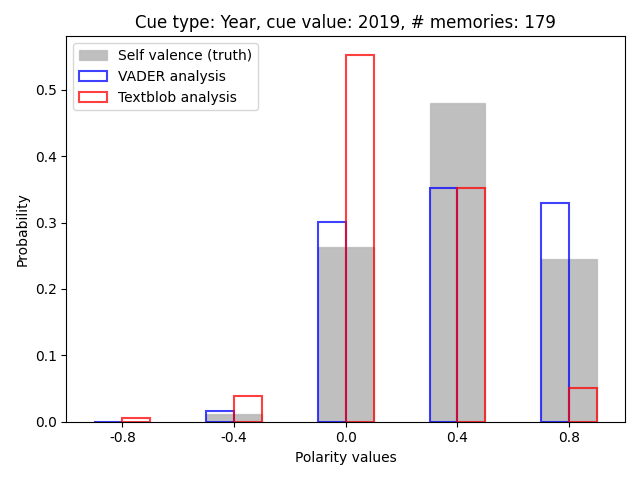 Cue type: Year, cue value: 2019, # memories: 179
Self valence (truth)
VADER analysis
Textblob analysis
Probability
0.5
0.4
0.3
0.2
0.1
0.0
-0.8 -0.4 0.0 0.4 0.8
Polarity values